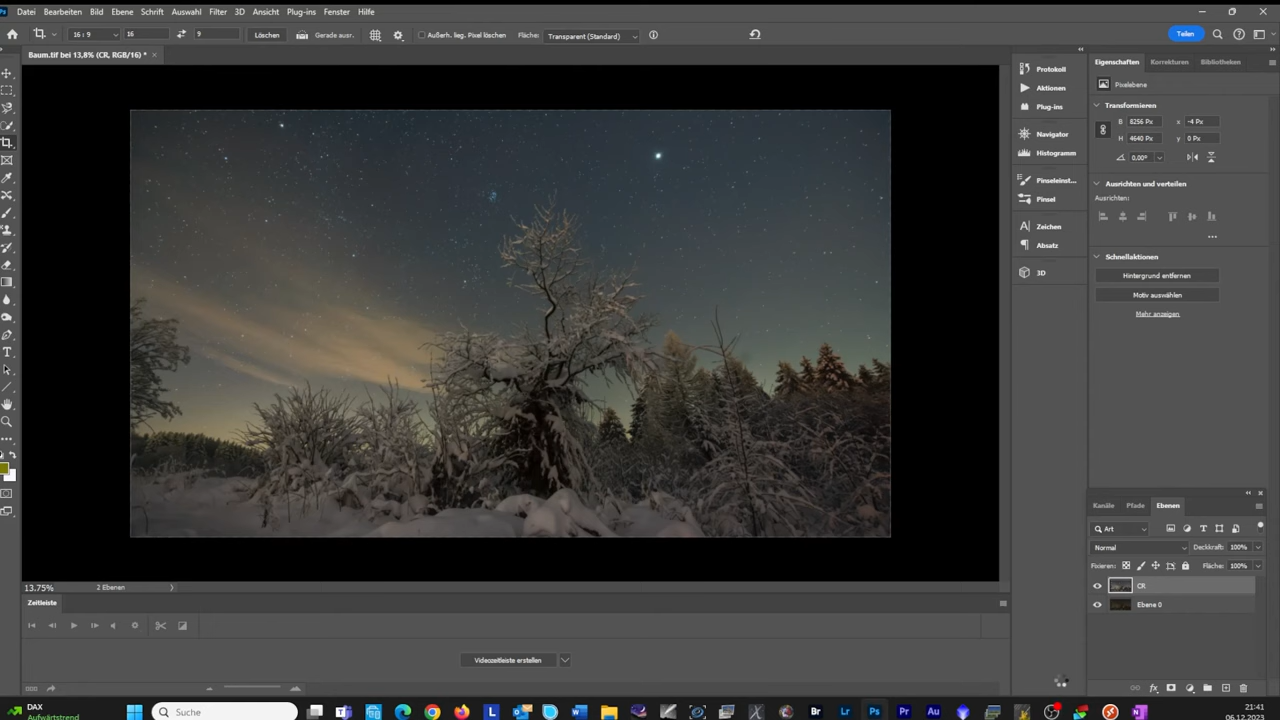 Datei Bearbeiten Bild Ebene Schrift Auswahl Filter 3D Ansicht Plug-ins Fenster Hilfe
16 : 9 16 9 Löschen Gerade ausr. Außerh. lieg. Pixel löschen Fläche: Transparent (Standard) Teilen
Baum.tif bei 13,8% (CR, RGB/16) *
Protokoll
Aktionen
Plug-ins
Navigator
Histogramm
Pinseleinst...
Pinsel
Zeichen
Absatz
3D
Eigenschaften Korrekturen Bibliotheken
Pixelebene
Transformieren
B 8256 Px x -4 Px
H 4640 Px y 0 Px
0,00°
Ausrichten und verteilen
Ausrichten:
Schnellaktionen
Hintergrund entfernen
Motiv auswählen
Mehr anzeigen
Kanäle Pfade Ebenen
Art
Normal Deckkraft: 100%
Fixieren: Fläche: 100%
CR
Ebene 0
13.75% 2 Ebenen
Zeitleiste
Videozeitleiste erstellen
DAX
Aufwärtstrend
Suche
Br Lr Ps Pr Au
21:41
06.12.2023